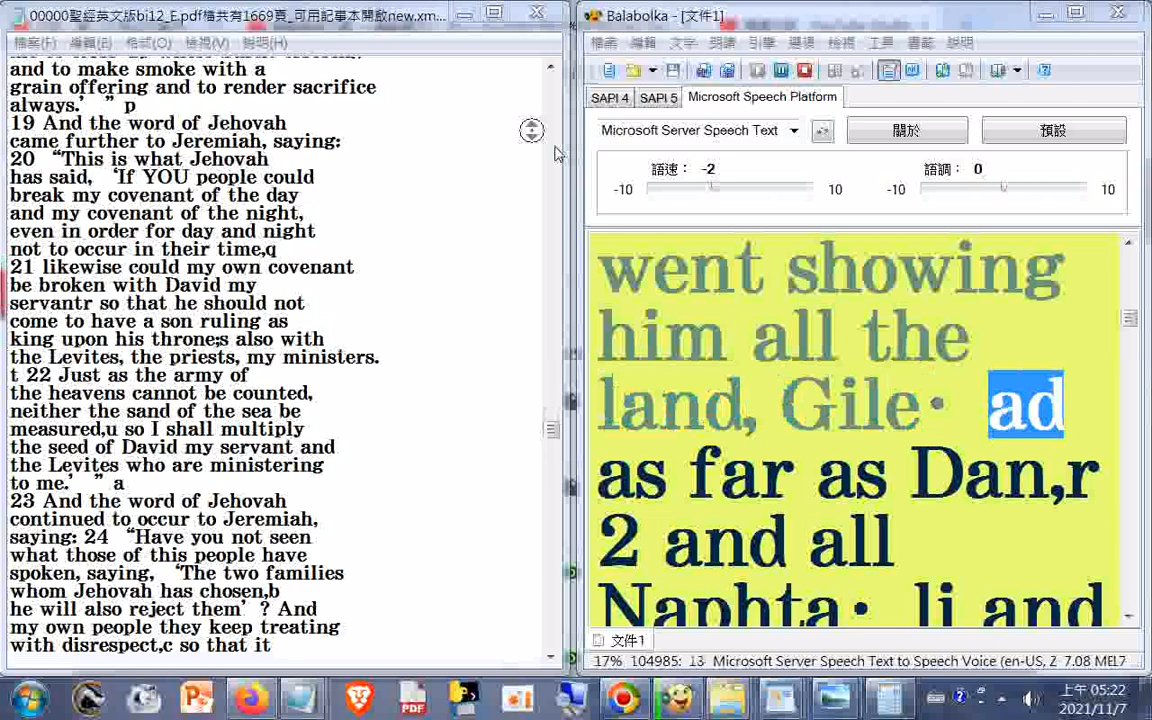 00000聖經英文版bi12_E.pdf檔共有1669頁_可用記事本開啟new.xm...
檔案(F) 編輯(E) 格式(O) 檢視(V) 說明(H)
and to make smoke with a
grain offering and to render sacrifice
always.’ ” p
19 And the word of Jehovah
came further to Jeremiah, saying:
20 “This is what Jehovah
has said, ‘If YOU people could
break my covenant of the day
and my covenant of the night,
even in order for day and night
not to occur in their time,q
21 likewise could my own covenant
be broken with David my
servantr so that he should not
come to have a son ruling as
king upon his throne;s also with
the Levites, the priests, my ministers.
t 22 Just as the army of
the heavens cannot be counted,
neither the sand of the sea be
measured,u so I shall multiply
the seed of David my servant and
the Levites who are ministering
to me.’ ” a
23 And the word of Jehovah
continued to occur to Jeremiah,
saying: 24 “Have you not seen
what those of this people have
spoken, saying, ‘The two families
whom Jehovah has chosen,b
he will also reject them’ ? And
my own people they keep treating
with disrespect,c so that it
Balabolka - [文件1]
檔案 編輯 文字 朗讀 引擎 選項 檢視 工具 書籤 說明
SAPI 4 SAPI 5 Microsoft Speech Platform
Microsoft Server Speech Text 關於 預設
語速： -2 語調： 0
-10 10 -10 10
went showing
him all the
land, Gile· ad
as far as Dan,r
2 and all
Naphta· li and
文件1
17% 104985: 13 Microsoft Server Speech Text to Speech Voice (en-US, Z 7.08 MEL7
PDF
上午 05:22
2021/11/7